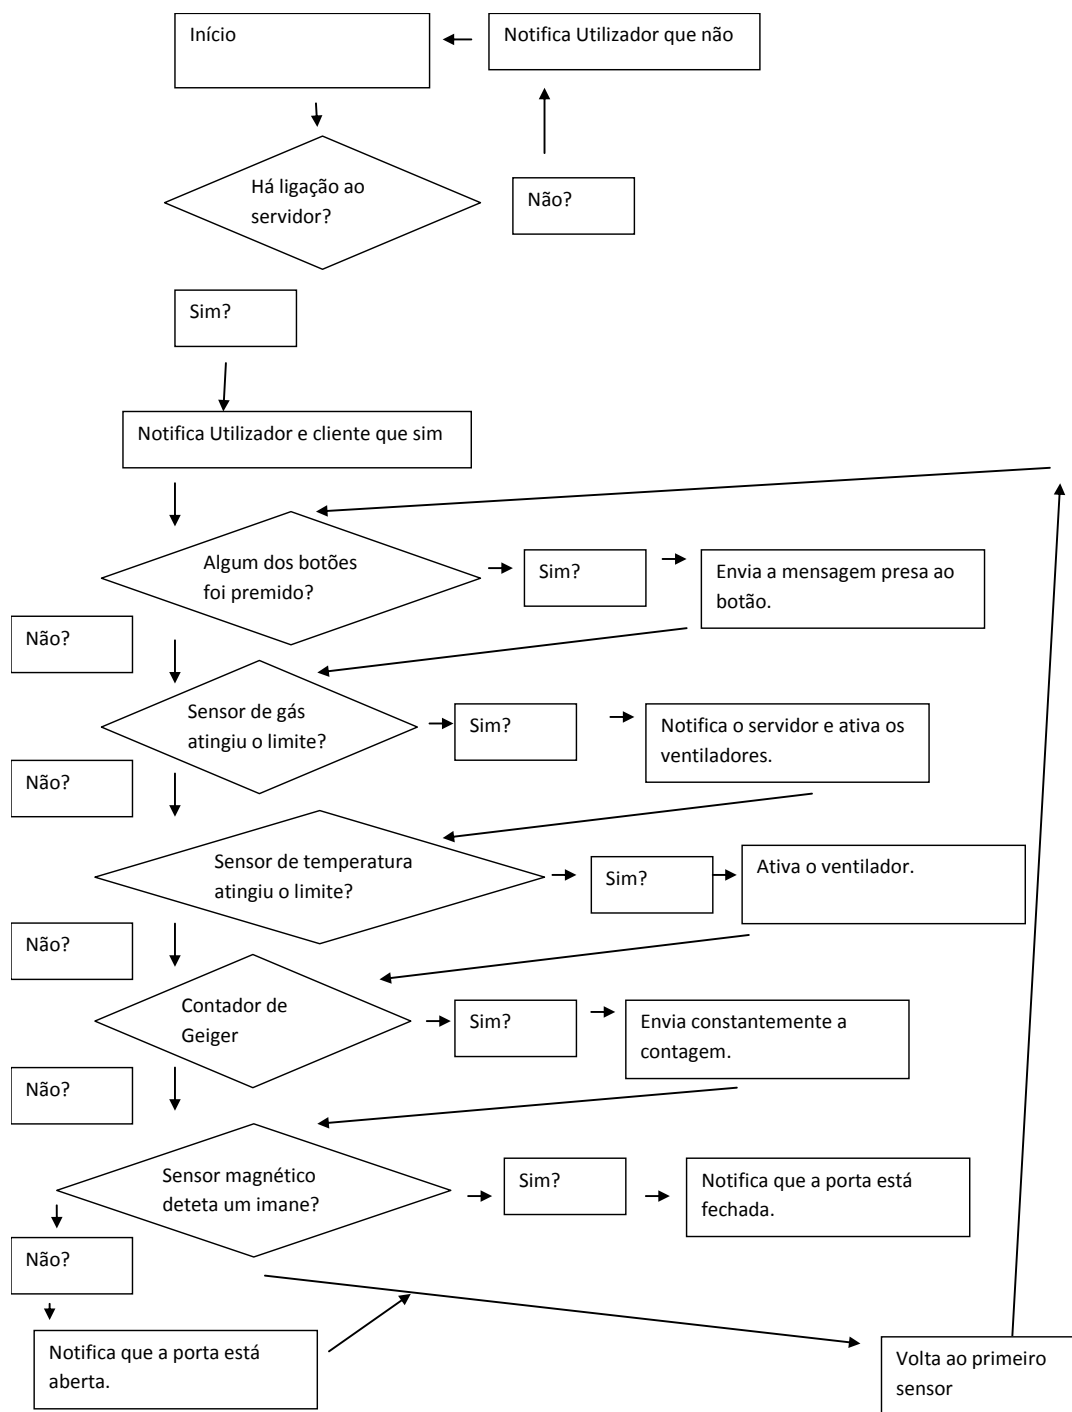 Início
Notifica Utilizador que não
Há ligação ao
servidor?
Não?
Sim?
Notifica Utilizador e cliente que sim
Algum dos botões
foi premido?
Sim?
Envia a mensagem presa ao
botão.
Não?
Sensor de gás
atingiu o limite?
Sim?
Notifica o servidor e ativa os
ventiladores.
Não?
Sensor de temperatura
atingiu o limite?
Sim?
Ativa o ventilador.
Não?
Contador de
Geiger
Sim?
Envia constantemente a
contagem.
Não?
Sensor magnético
deteta um imane?
Sim?
Notifica que a porta está
fechada.
Não?
Notifica que a porta está
aberta.
Volta ao primeiro
sensor